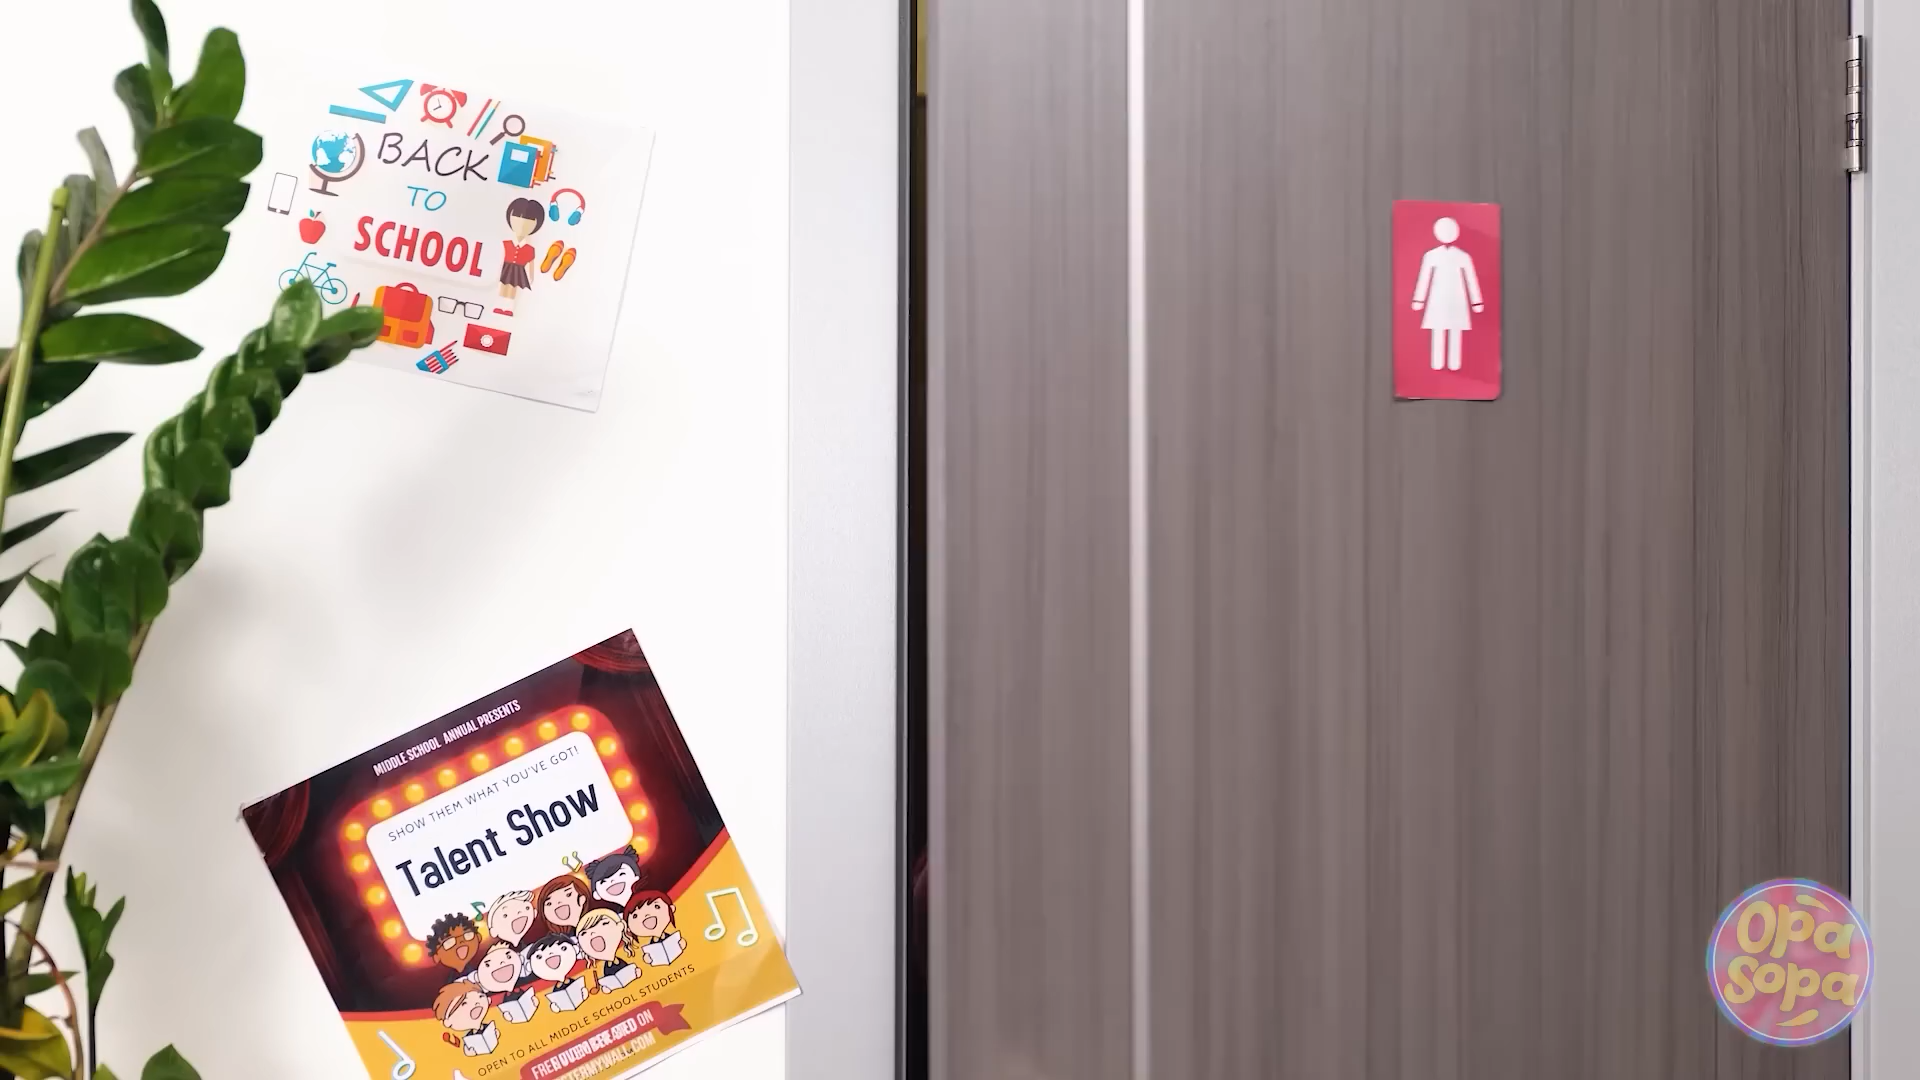 BACK
TO
SCHOOL
MIDDLE SCHOOL ANNUAL PRESENTS
SHOW THEM WHAT YOU'VE GOT!
Talent Show
OPEN TO ALL MIDDLE SCHOOL STUDENTS
Opa
Sopa